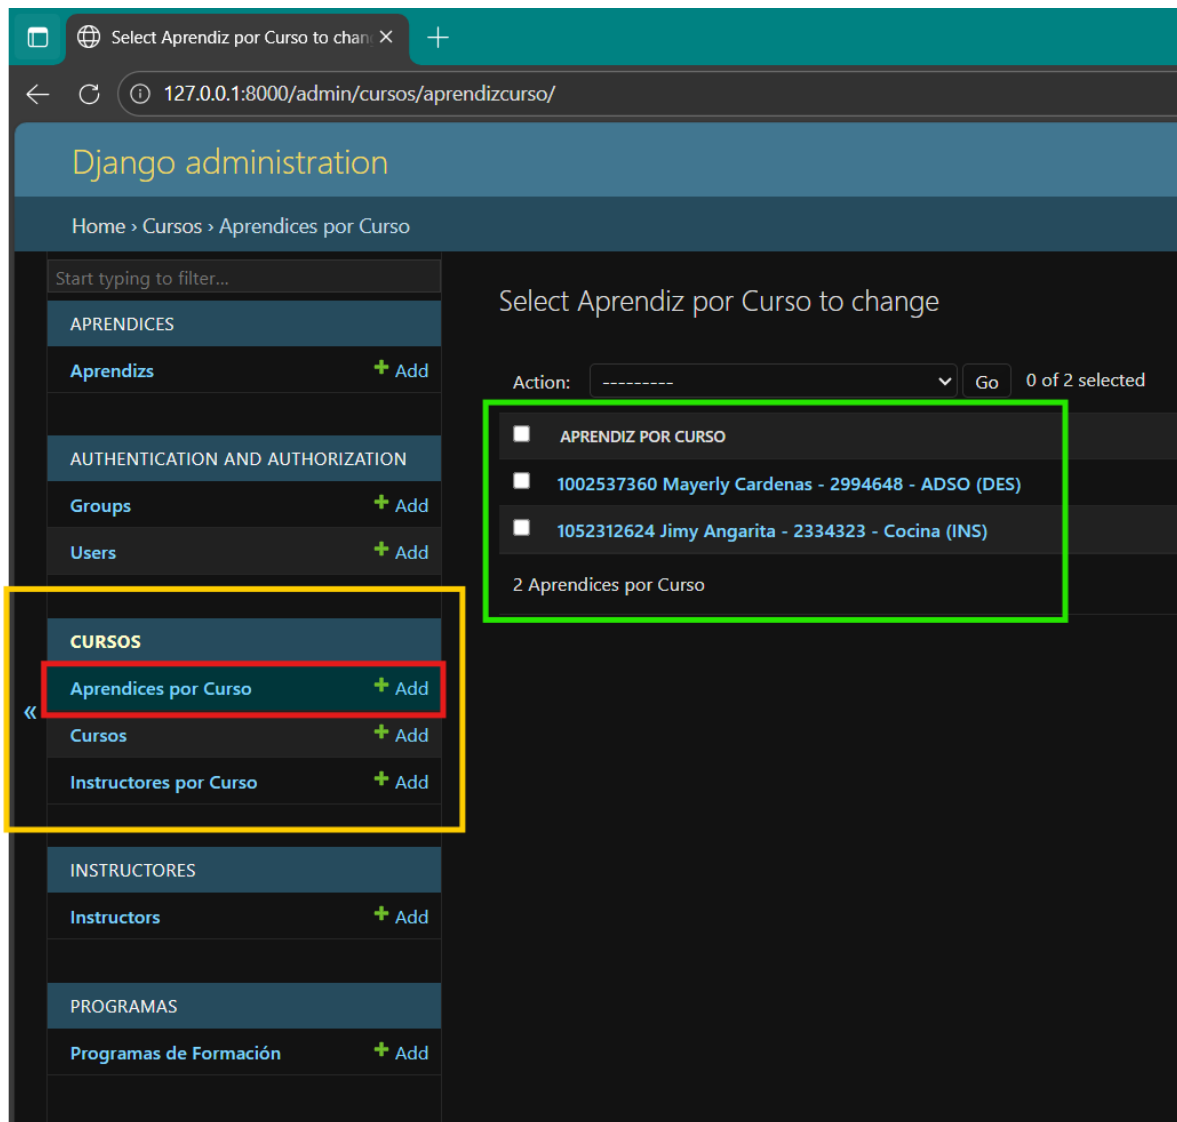 Select Aprendiz por Curso to chan
127.0.0.1:8000/admin/cursos/aprendizcurso/
Django administration
Home › Cursos › Aprendices por Curso
Start typing to filter...
APRENDICES
Aprendizs + Add
AUTHENTICATION AND AUTHORIZATION
Groups + Add
Users + Add
CURSOS
Aprendices por Curso + Add
Cursos + Add
Instructores por Curso + Add
«
INSTRUCTORES
Instructors + Add
PROGRAMAS
Programas de Formación + Add
Select Aprendiz por Curso to change
Action: --------- Go 0 of 2 selected
APRENDIZ POR CURSO
1002537360 Mayerly Cardenas - 2994648 - ADSO (DES)
1052312624 Jimy Angarita - 2334323 - Cocina (INS)
2 Aprendices por Curso